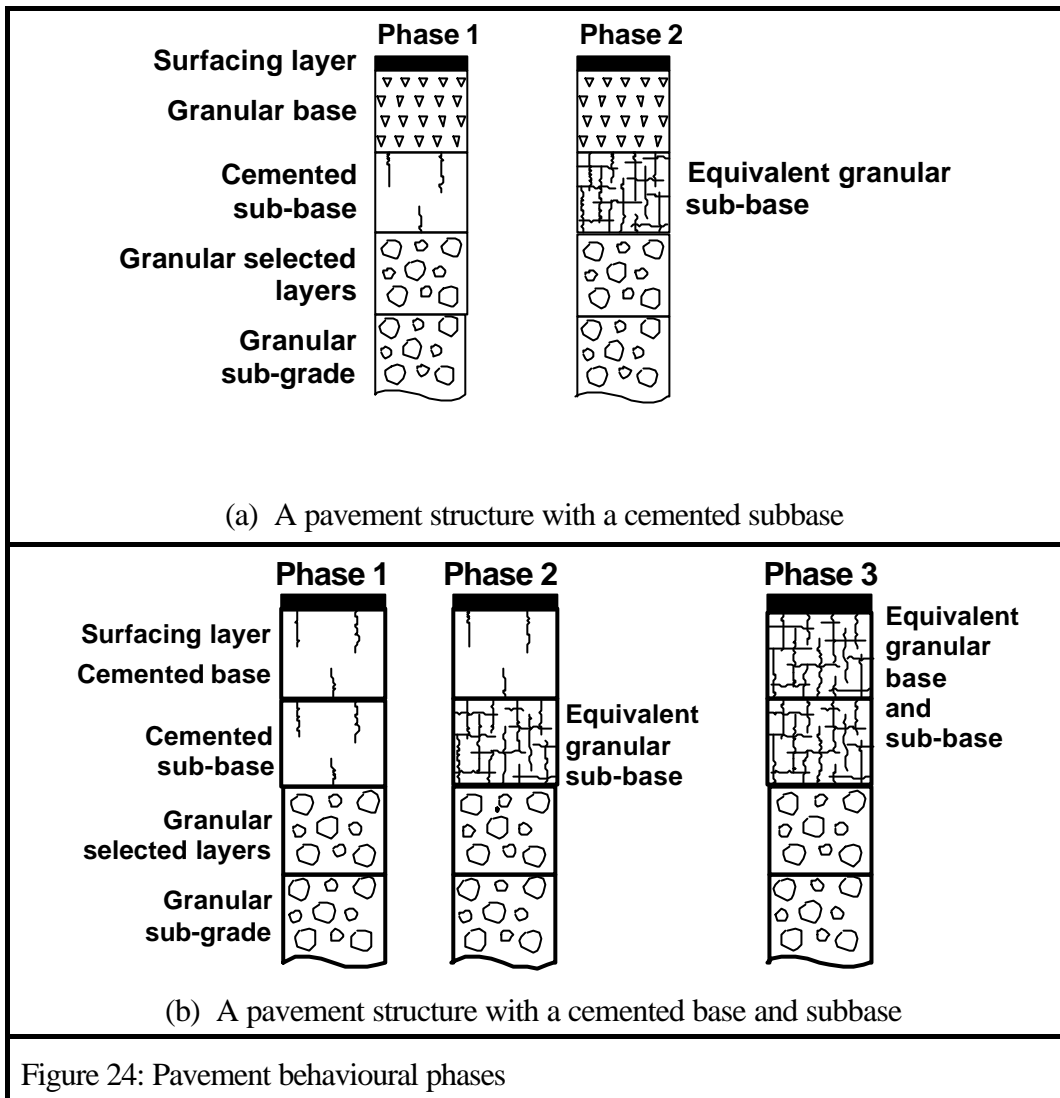 Phase 1
Phase 2
Surfacing layer
Granular base
Cemented
sub-base
Equivalent granular
sub-base
Granular selected
layers
Granular
sub-grade
(a) A pavement structure with a cemented subbase
Phase 1
Phase 2
Phase 3
Surfacing layer
Cemented base
Cemented
sub-base
Equivalent
granular
sub-base
Equivalent
granular
base
and
sub-base
Granular
selected layers
Granular
sub-grade
(b) A pavement structure with a cemented base and subbase
Figure 24: Pavement behavioural phases